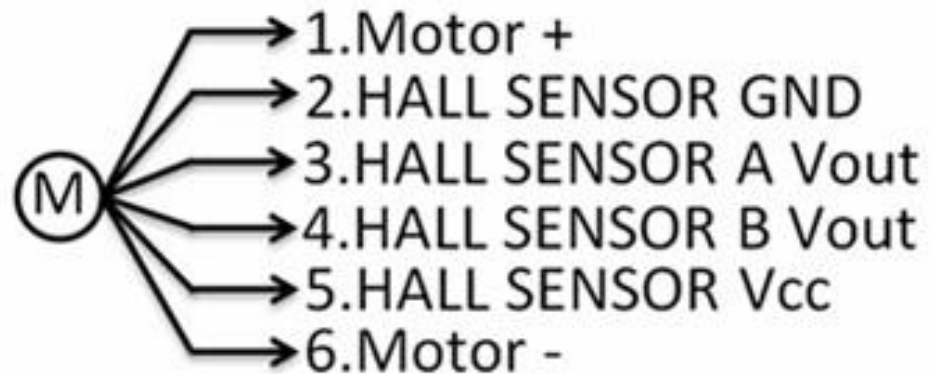 M
1.Motor +
2.HALL SENSOR GND
3.HALL SENSOR A Vout
4.HALL SENSOR B Vout
5.HALL SENSOR Vcc
6.Motor -